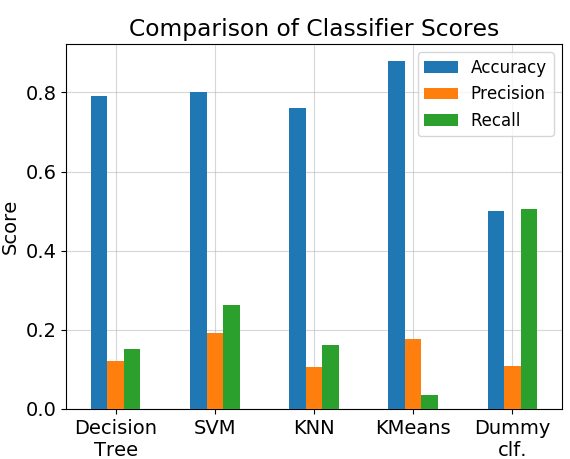 Comparison of Classifier Scores
Accuracy
Precision
Recall
Score
0.8
0.6
0.4
0.2
0.0
Decision
Tree
SVM
KNN
KMeans
Dummy
clf.